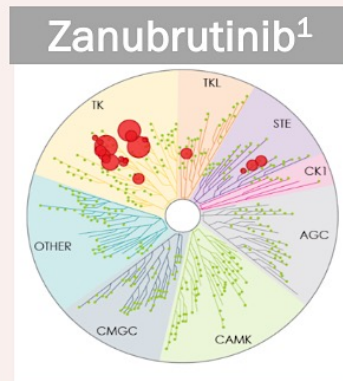 Zanubrutinib¹
TKL
TK
STE
CK1
AGC
OTHER
CMGC
CAMK